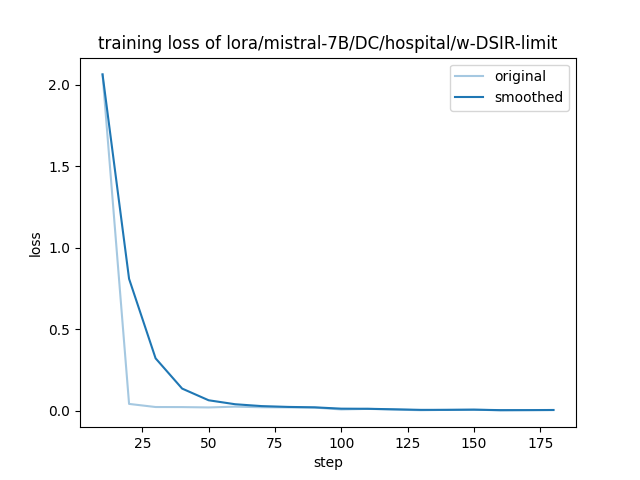 training loss of lora/mistral-7B/DC/hospital/w-DSIR-limit
original
smoothed
2.0
1.5
1.0
0.5
0.0
loss
25 50 75 100 125 150 175
step